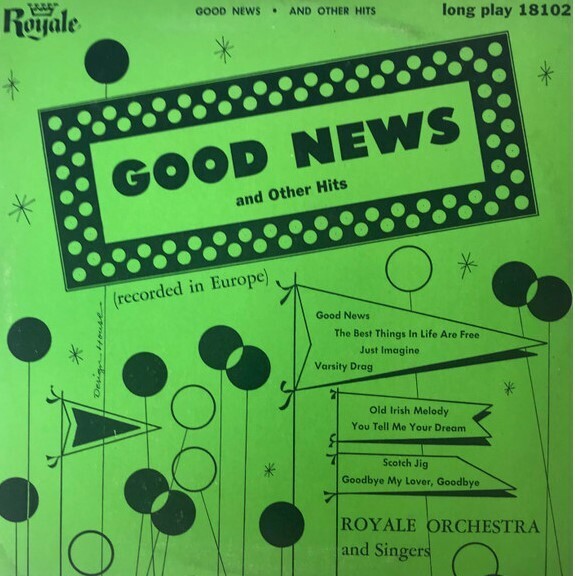 Royale
GOOD NEWS • AND OTHER HITS
long play 18102
GOOD NEWS
and Other Hits
(recorded in Europe)
Design House
Good News
The Best Things In Life Are Free
Just Imagine
Varsity Drag
Old Irish Melody
You Tell Me Your Dream
Scotch Jig
Goodbye My Lover, Goodbye
ROYALE ORCHESTRA
and Singers